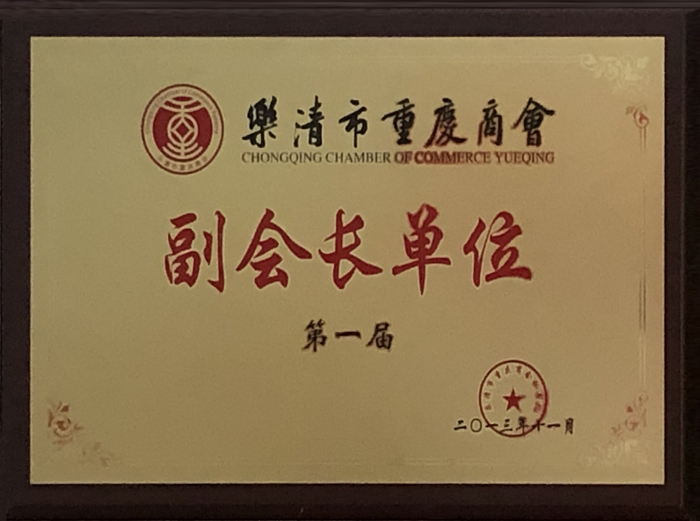 樂清市重慶商會
CHONGQING CHAMBER OF COMMERCE YUEQING
副会长单位
第一届
二〇一三年十一月